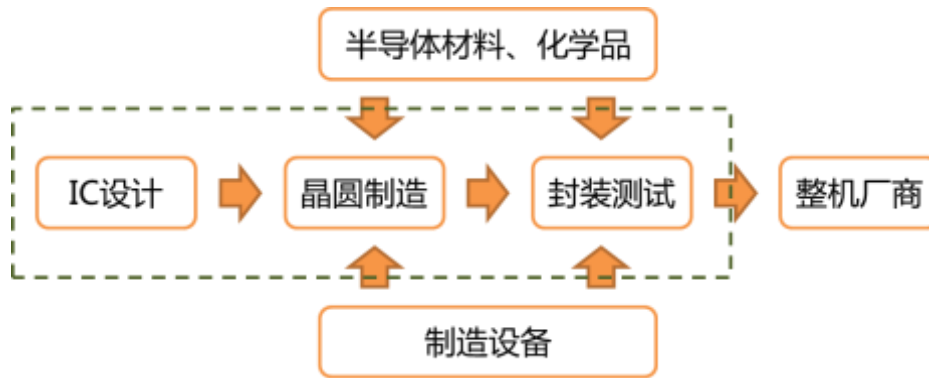 半导体材料、化学品
IC设计
晶圆制造
封装测试
整机厂商
制造设备